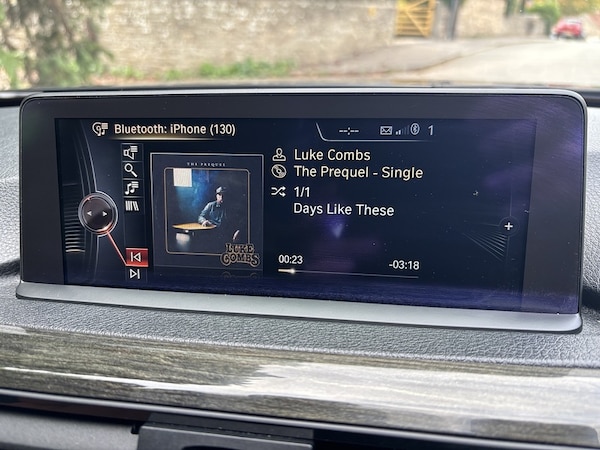 Bluetooth: iPhone (130)
--:--
1
THE PREQUEL
LUKE
COMBS
Luke Combs
The Prequel - Single
1/1
Days Like These
+
00:23
-03:18